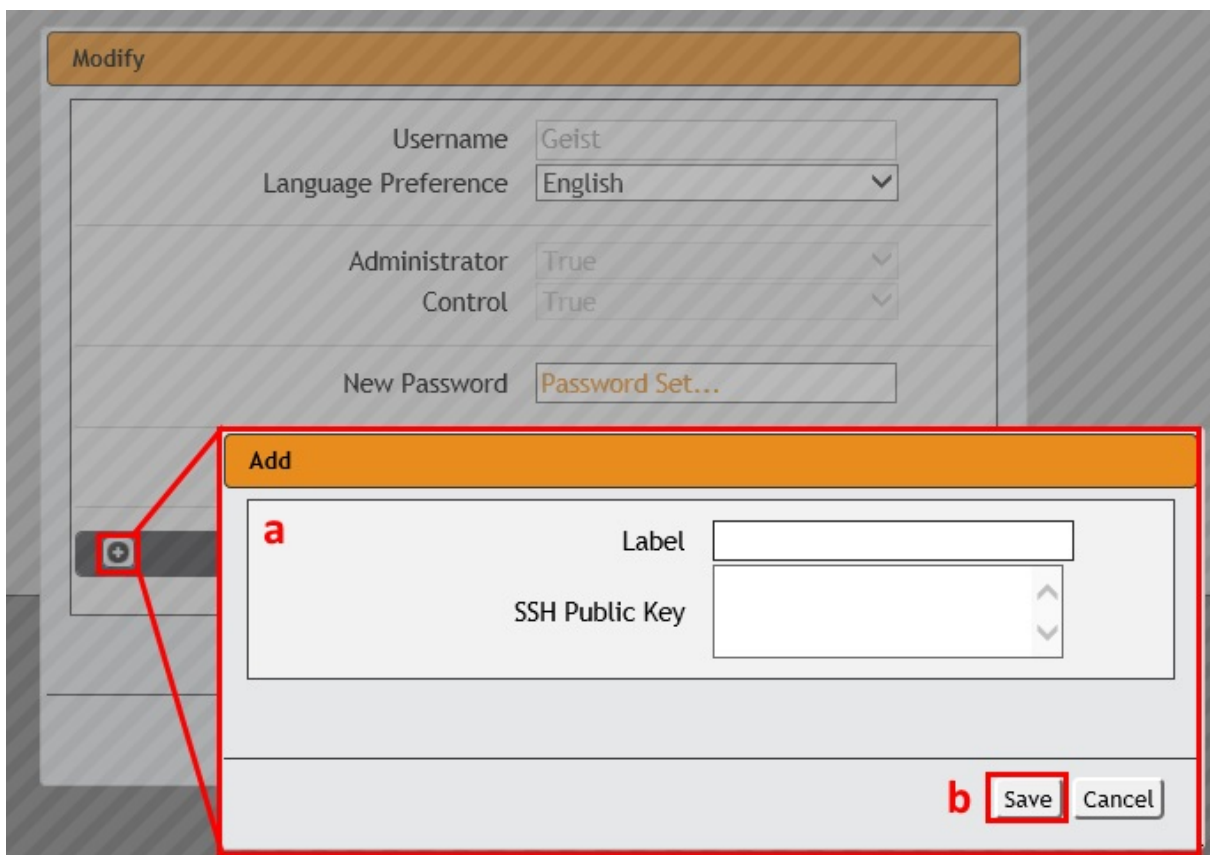 Modify
Username Geist
Language Preference English
Administrator True
Control True
New Password Password Set...
Add
a
Label
SSH Public Key
b Save Cancel